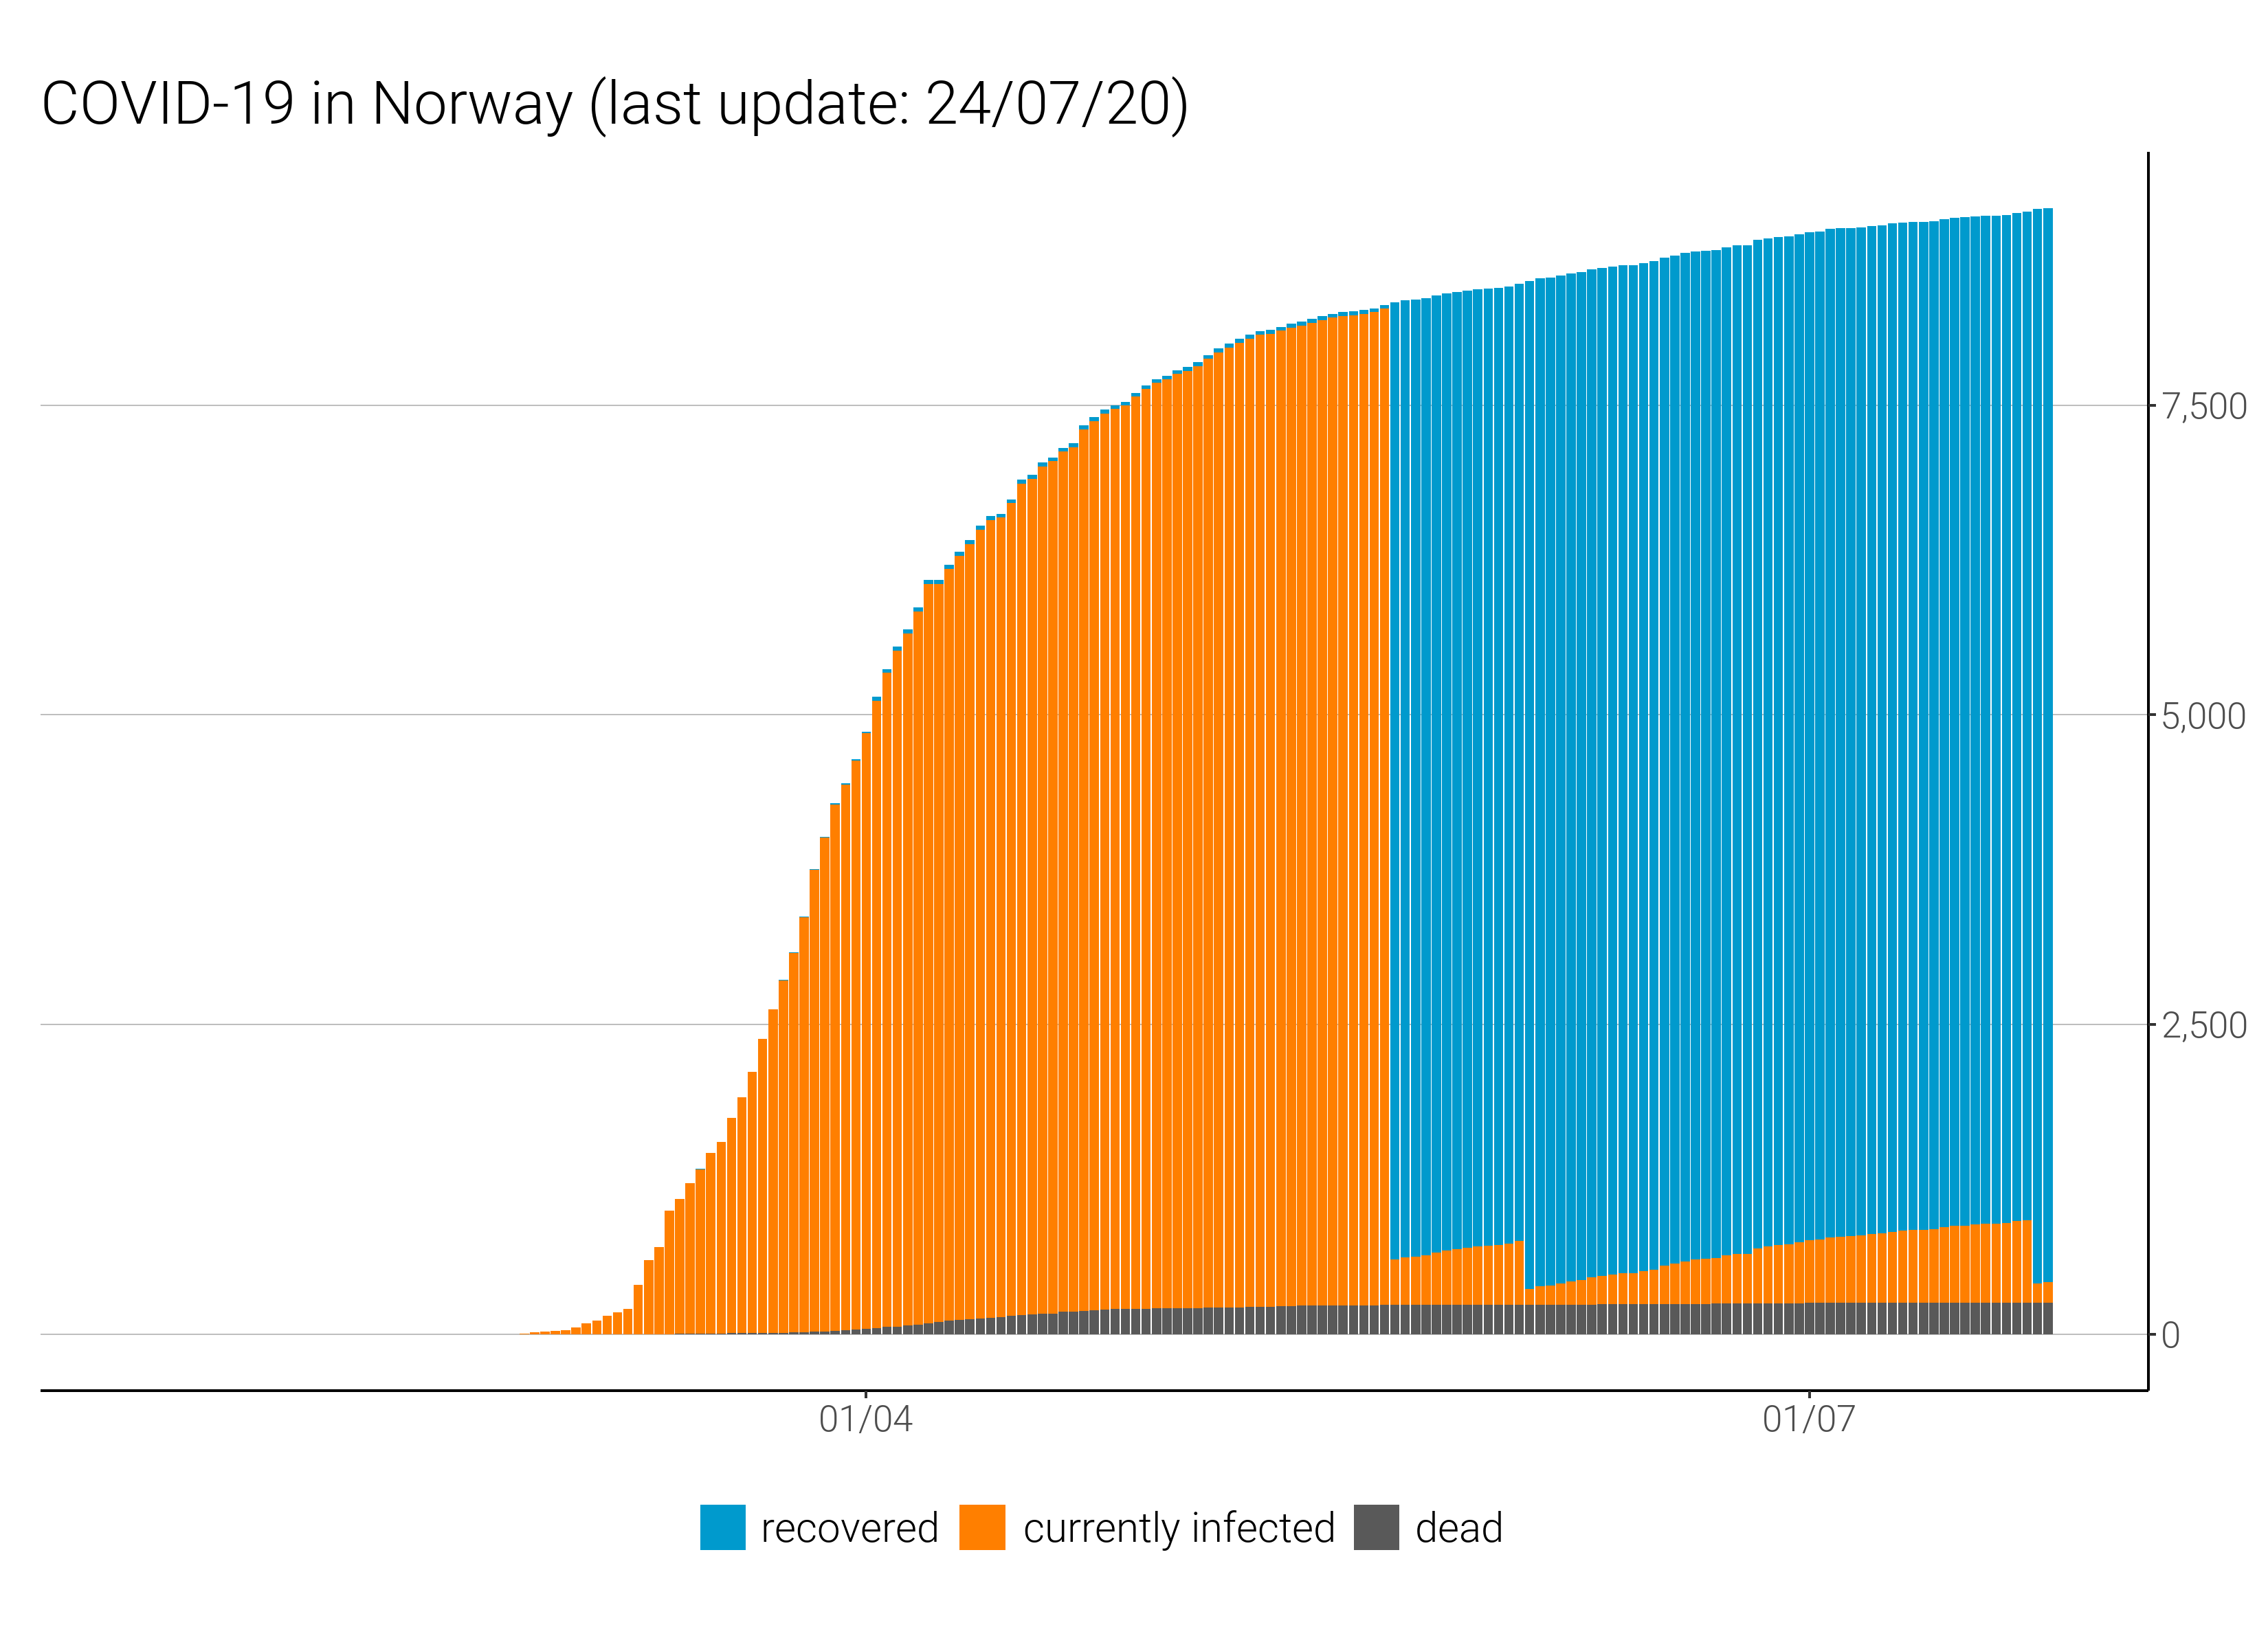 COVID-19 in Norway (last update: 24/07/20)
7,500
5,000
2,500
0
01/04 01/07
recovered currently infected dead